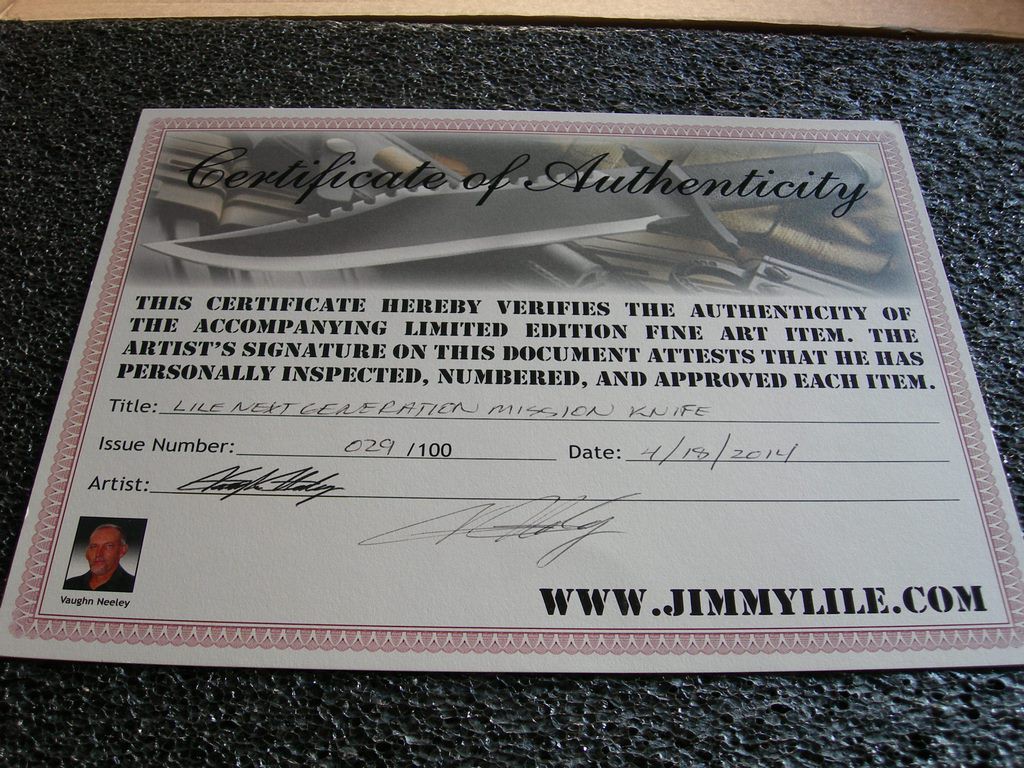 Certificate of Authenticity
THIS CERTIFICATE HEREBY VERIFIES THE AUTHENTICITY OF
THE ACCOMPANYING LIMITED EDITION FINE ART ITEM. THE
ARTIST'S SIGNATURE ON THIS DOCUMENT ATTESTS THAT HE HAS
PERSONALLY INSPECTED, NUMBERED, AND APPROVED EACH ITEM.
Title: LILE NEXT GENERATION MISSION KNIFE
Issue Number: 029 /100 Date: 4/18/2014
Artist:
Vaughn Neeley
WWW.JIMMYLILE.COM